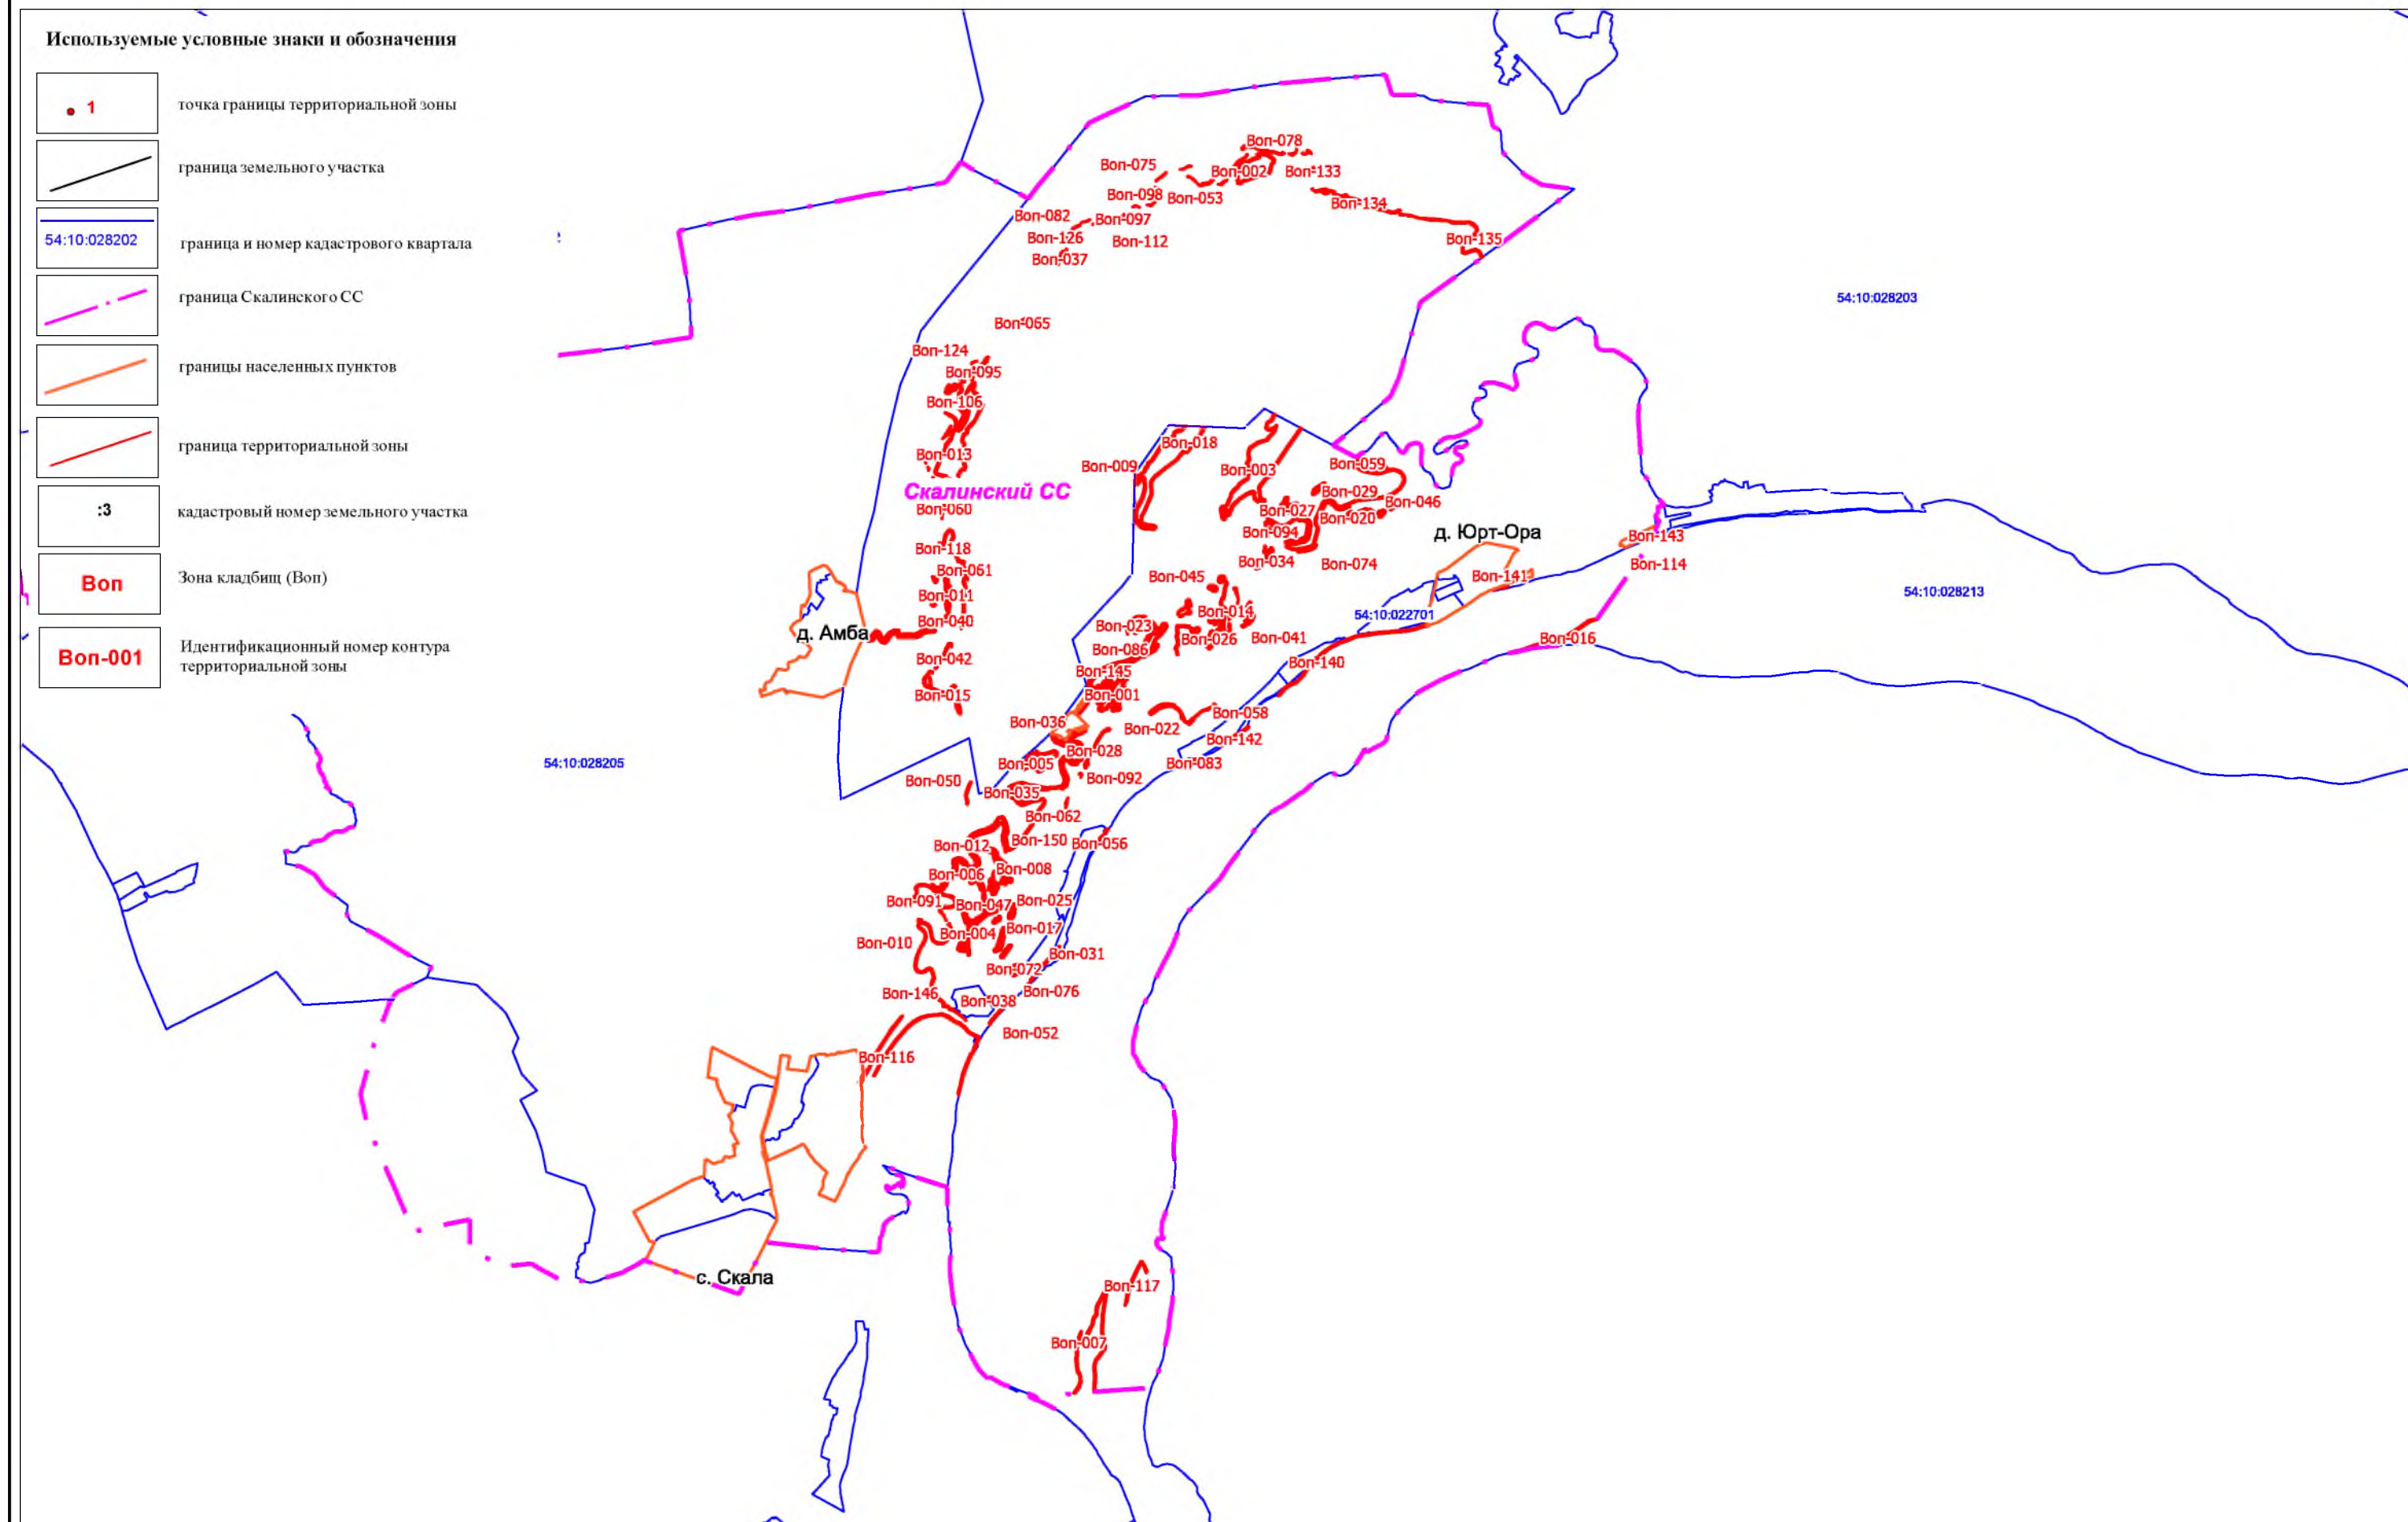 Используемые условные знаки и обозначения
1
точка границы территориальной зоны
граница земельного участка
54:10:028202
граница и номер кадастрового квартала
граница Скалинского СС
границы населенных пунктов
граница территориальной зоны
:3
кадастровый номер земельного участка
Воп
Зона кладбищ (Воп)
Воп-001
Идентификационный номер контура
территориальной зоны
Воп-078
Воп-075
Воп-002
Воп-133
Воп-098
Воп-053
Воп-134
Воп-082
Воп-097
Воп-126
Воп-112
Воп-135
Воп-037
54:10:028203
Воп-065
Воп-124
Воп-095
Воп-106
Воп-018
Воп-013
Воп-009
Воп-003
Воп-059
Скалинский СС
Воп-029
Воп-046
Воп-060
Воп-027
Воп-020
Воп-094
д. Юрт-Ора
Воп-143
Воп-118
Воп-034
Воп-074
Воп-114
Воп-061
Воп-045
Воп-141
54:10:028213
Воп-011
Воп-014
54:10:022701
Воп-040
Воп-023
д. Амба
Воп-026
Воп-041
Воп-016
Воп-086
Воп-042
Воп-140
Воп-145
Воп-015
Воп-001
Воп-058
Воп-036
Воп-022
Воп-142
Воп-028
54:10:028205
Воп-005
Воп-083
Воп-050
Воп-092
Воп-035
Воп-062
Воп-150
Воп-056
Воп-012
Воп-008
Воп-006
Воп-091
Воп-047
Воп-025
Воп-017
Воп-004
Воп-010
Воп-031
Воп-072
Воп-146
Воп-076
Воп-038
Воп-052
Воп-116
с. Скала
Воп-117
Воп-007